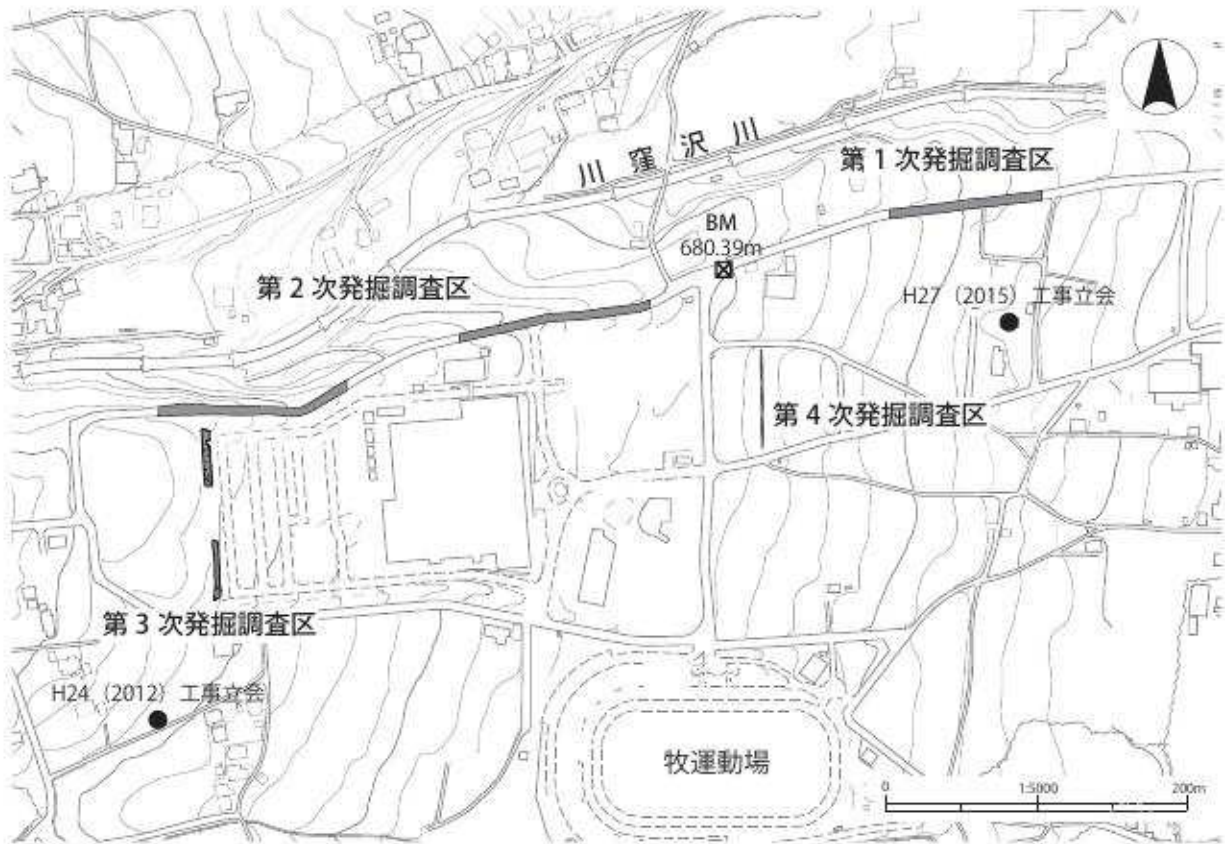 川窪沢川
第1次発掘調査区
BM
680.39m
第2次発掘調査区
H27（2015）工事立会
第4次発掘調査区
第3次発掘調査区
H24（2012）工事立会
牧運動場
0 1:5000 200m